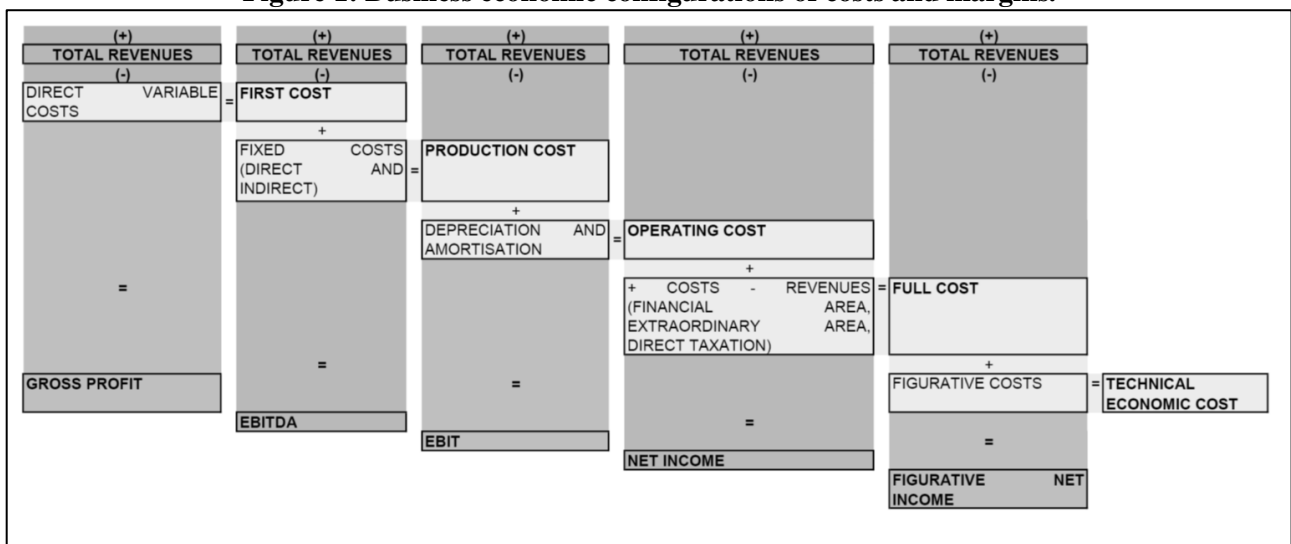 Figure 1: Business economic configurations of costs and margins.
(+) (+) (+) (+) (+)
TOTAL REVENUES TOTAL REVENUES TOTAL REVENUES TOTAL REVENUES TOTAL REVENUES
(-) (-) (-) (-) (-)
DIRECT VARIABLE
COSTS
=
FIRST COST
+
FIXED COSTS
(DIRECT AND
INDIRECT)
=
PRODUCTION COST
+
DEPRECIATION AND
AMORTISATION
=
OPERATING COST
+
+ COSTS - REVENUES
(FINANCIAL AREA,
EXTRAORDINARY AREA,
DIRECT TAXATION)
=
FULL COST
+
FIGURATIVE COSTS
=
TECHNICAL
ECONOMIC COST
=
GROSS PROFIT
=
EBITDA
=
EBIT
=
NET INCOME
=
FIGURATIVE NET
INCOME